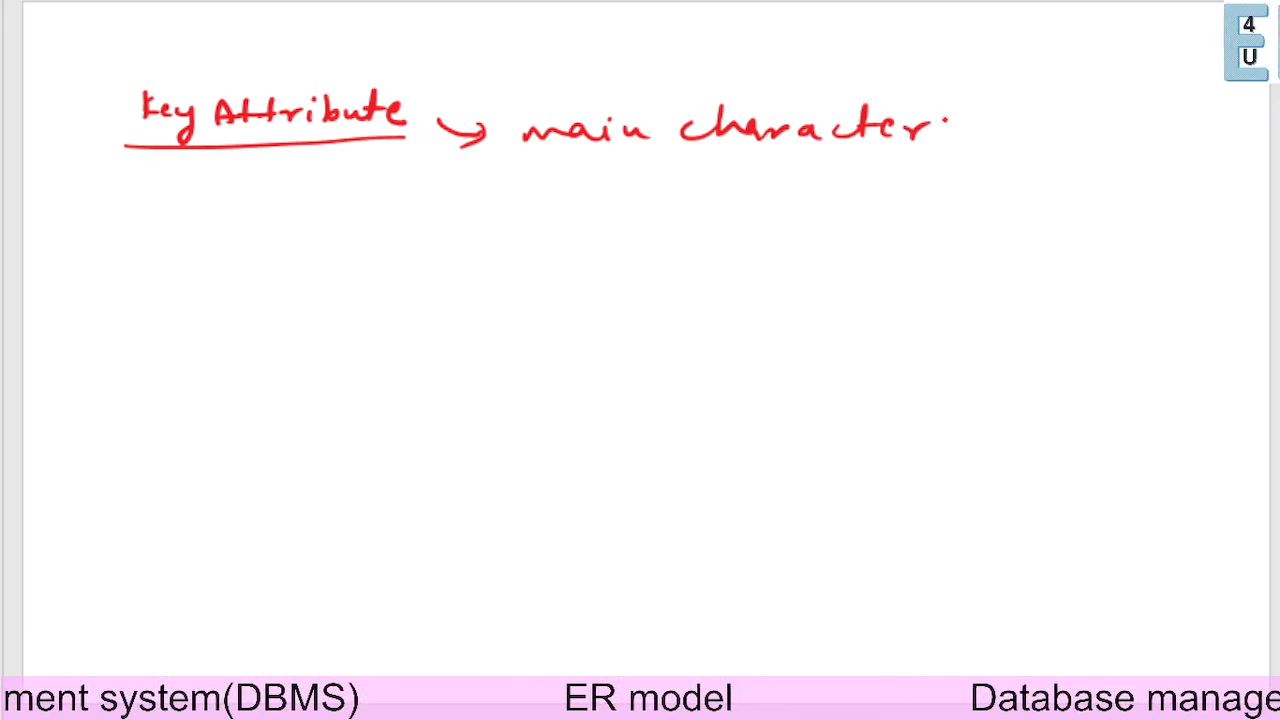 4
E
U
Key Attribute → main character.
ment system(DBMS) ER model Database manage